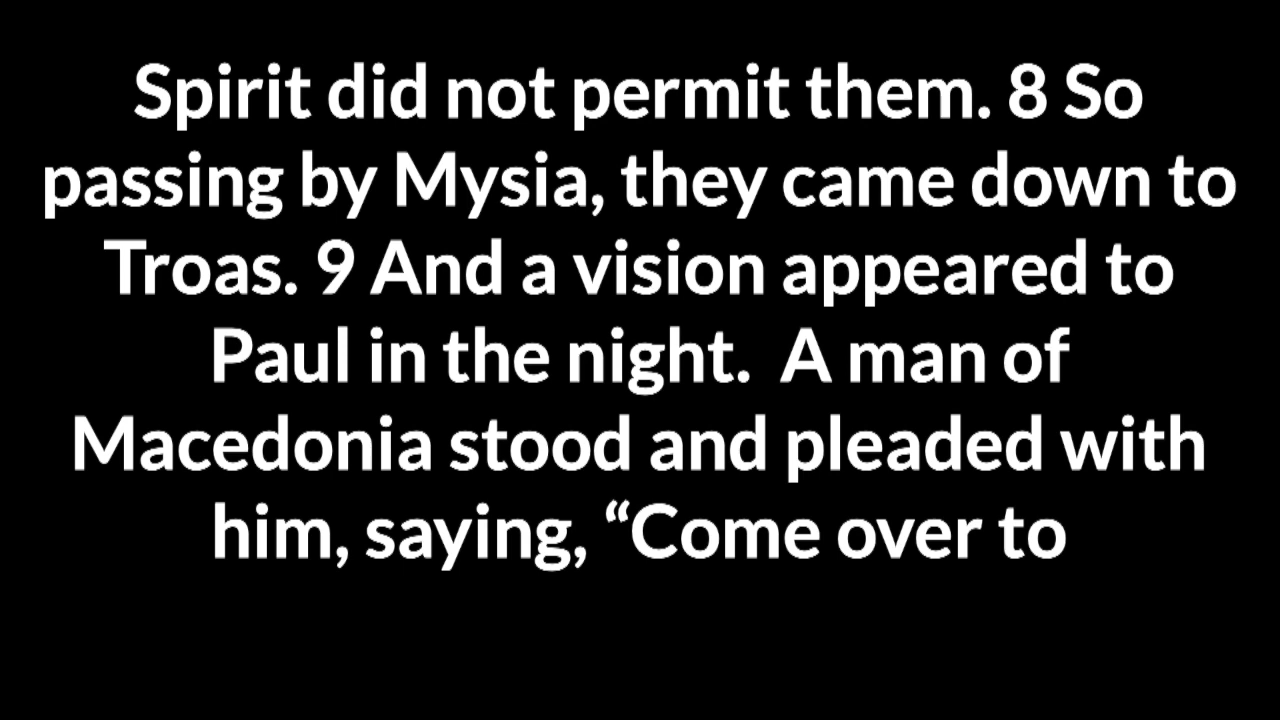 Spirit did not permit them. 8 So
passing by Mysia, they came down to
Troas. 9 And a vision appeared to
Paul in the night.  A man of
Macedonia stood and pleaded with
him, saying, “Come over to